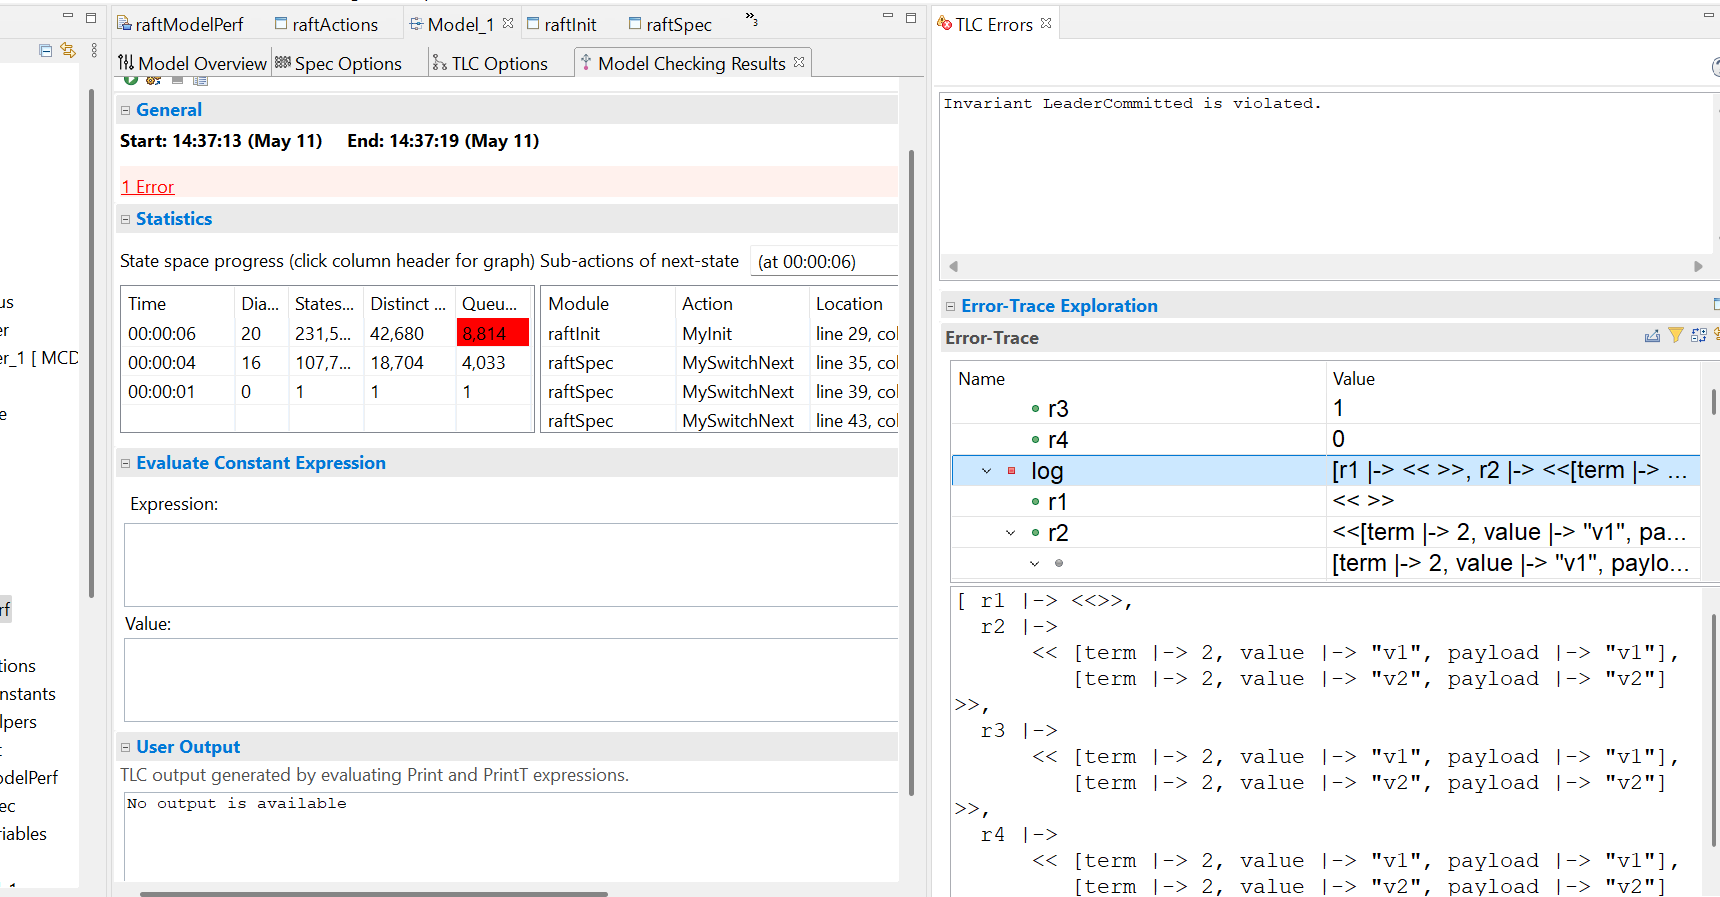 raftModelPerf raftActions Model_1 raftInit raftSpec »3
Model Overview Spec Options TLC Options Model Checking Results
General
Start: 14:37:13 (May 11) End: 14:37:19 (May 11)
1 Error
Statistics
State space progress (click column header for graph) Sub-actions of next-state (at 00:00:06)
Time Dia... States... Distinct ... Queu...
00:00:06 20 231,5... 42,680 8,814
00:00:04 16 107,7... 18,704 4,033
00:00:01 0 1 1 1
Module Action Location
raftInit MyInit line 29, col
raftSpec MySwitchNext line 35, col
raftSpec MySwitchNext line 39, col
raftSpec MySwitchNext line 43, col
Evaluate Constant Expression
Expression:
Value:
User Output
TLC output generated by evaluating Print and PrintT expressions.
No output is available
us
er
er_1 [ MCD
e
rf
tions
nstants
lpers
t
odelPerf
ec
riables
TLC Errors
Invariant LeaderCommitted is violated.
Error-Trace Exploration
Error-Trace
Name Value
r3 1
r4 0
log [r1 |-> << >>, r2 |-> <<[term |-> ...
r1 << >>
r2 <<[term |-> 2, value |-> "v1", pa...
[term |-> 2, value |-> "v1", paylo...
[ r1 |-> <<>>,
r2 |->
<< [term |-> 2, value |-> "v1", payload |-> "v1"],
[term |-> 2, value |-> "v2", payload |-> "v2"]
>>,
r3 |->
<< [term |-> 2, value |-> "v1", payload |-> "v1"],
[term |-> 2, value |-> "v2", payload |-> "v2"]
>>,
r4 |->
<< [term |-> 2, value |-> "v1", payload |-> "v1"],
[term |-> 2, value |-> "v2", payload |-> "v2"]